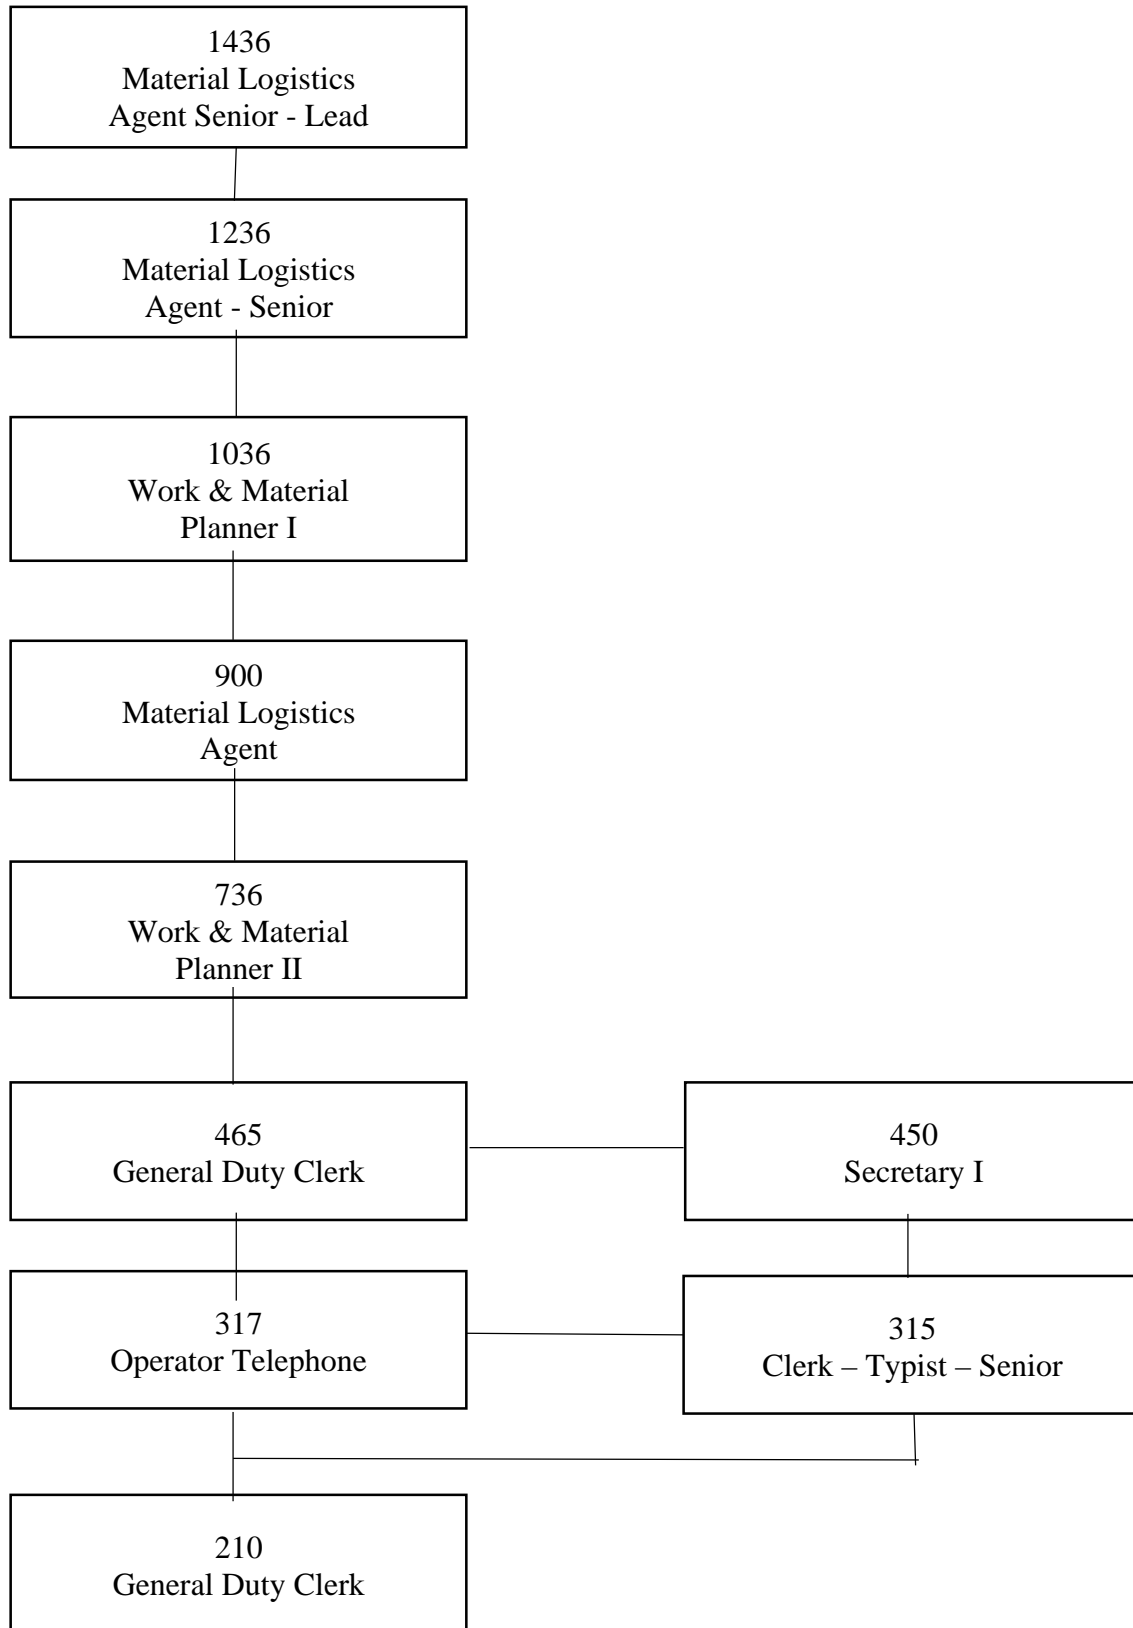 1436
Material Logistics
Agent Senior - Lead
1236
Material Logistics
Agent - Senior
1036
Work & Material
Planner I
900
Material Logistics
Agent
736
Work & Material
Planner II
465
General Duty Clerk
450
Secretary I
317
Operator Telephone
315
Clerk – Typist – Senior
210
General Duty Clerk